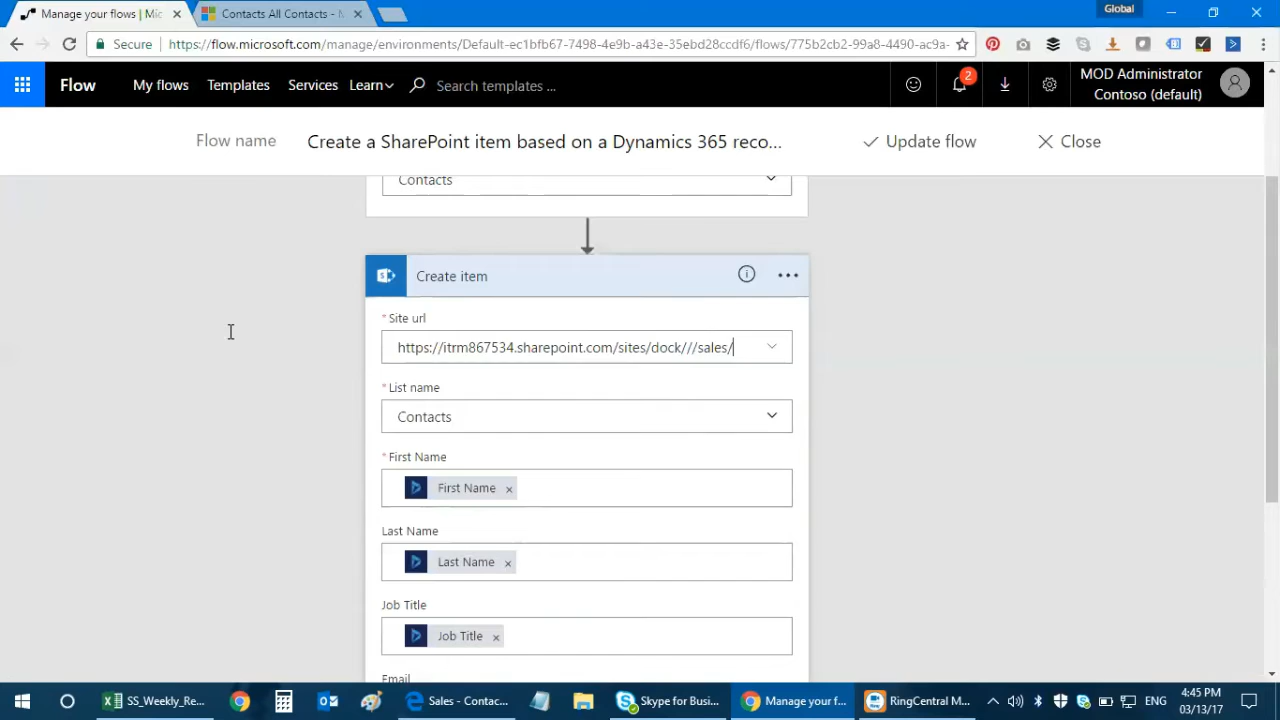 Manage your flows | Mic
Contacts All Contacts - M
Global
Secure
https://flow.microsoft.com/manage/environments/Default-ec1bfb67-7498-4e9b-a43e-35ebd28ccdf6/flows/775b2cb2-99a8-4490-ac9a-
Flow
My flows
Templates
Services
Learn
Search templates ...
2
MOD Administrator
Contoso (default)
Flow name
Create a SharePoint item based on a Dynamics 365 reco...
Update flow
Close
Contacts
Create item
* Site url
https://itrm867534.sharepoint.com/sites/dock///sales/
* List name
Contacts
* First Name
First Name ×
Last Name
Last Name ×
Job Title
Job Title ×
Email
SS_Weekly_Re...
Sales - Contac...
Skype for Busi...
Manage your f...
RingCentral M...
ENG
4:45 PM
03/13/17